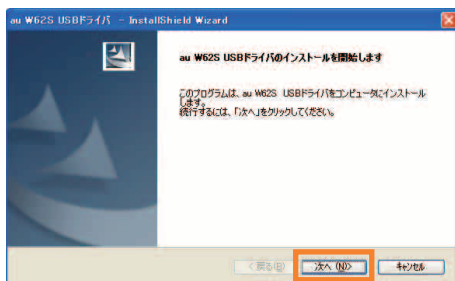 au W62S USBドライバ - InstallShield Wizard
au W62S USBドライバのインストールを開始します
このプログラムは、au W62S USBドライバをコンピュータにインストール
します。
続行するには、「次へ」をクリックしてください。
< 戻る(B) 次へ (N)> キャンセル